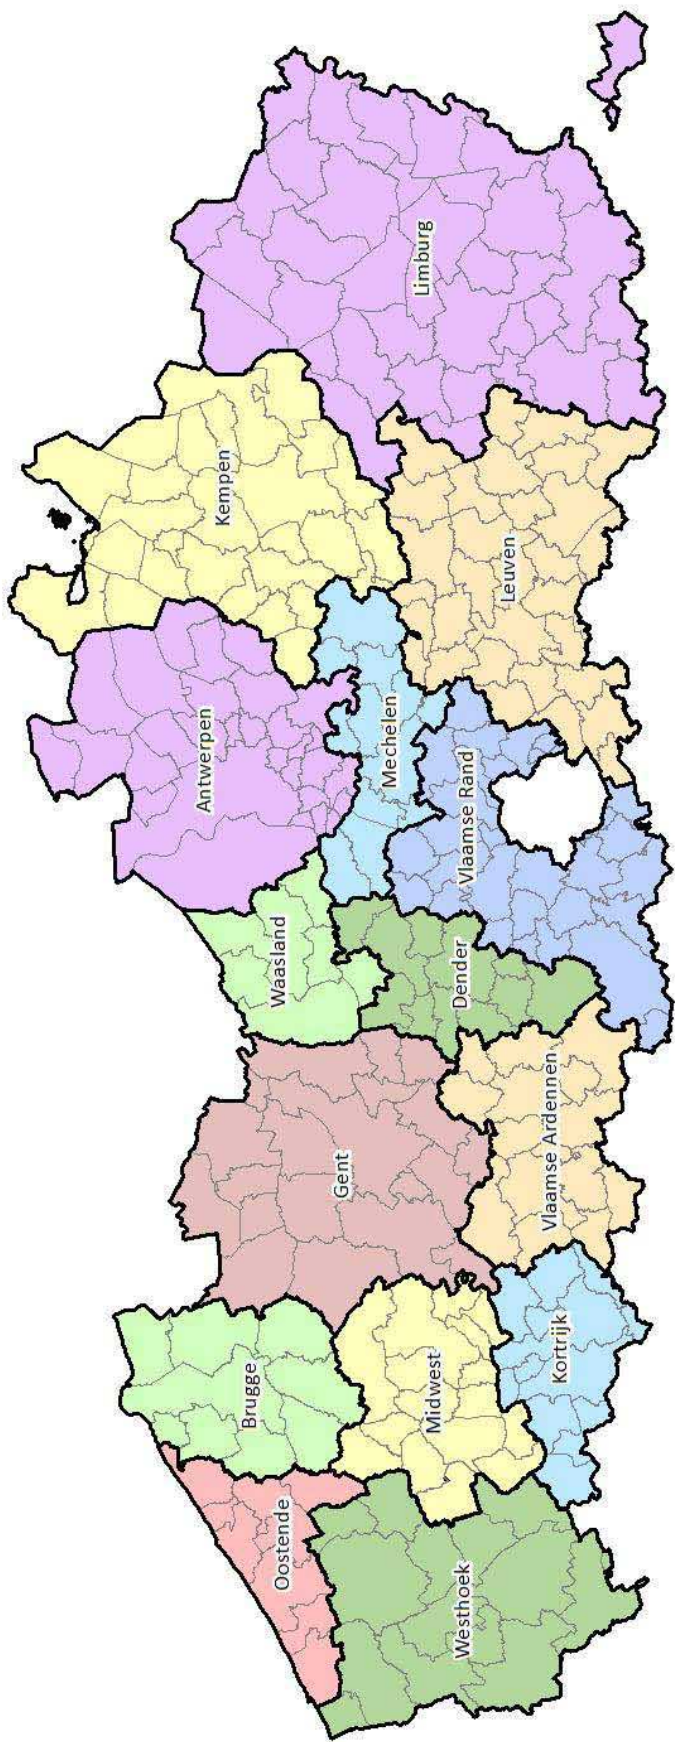 Kempen
Antwerpen
Limburg
Waasland
Mechelen
Brugge
Gent
Oostende
Dender
Vlaamse Rand
Leuven
Midwest
Vlaamse Ardennen
Westhoek
Kortrijk